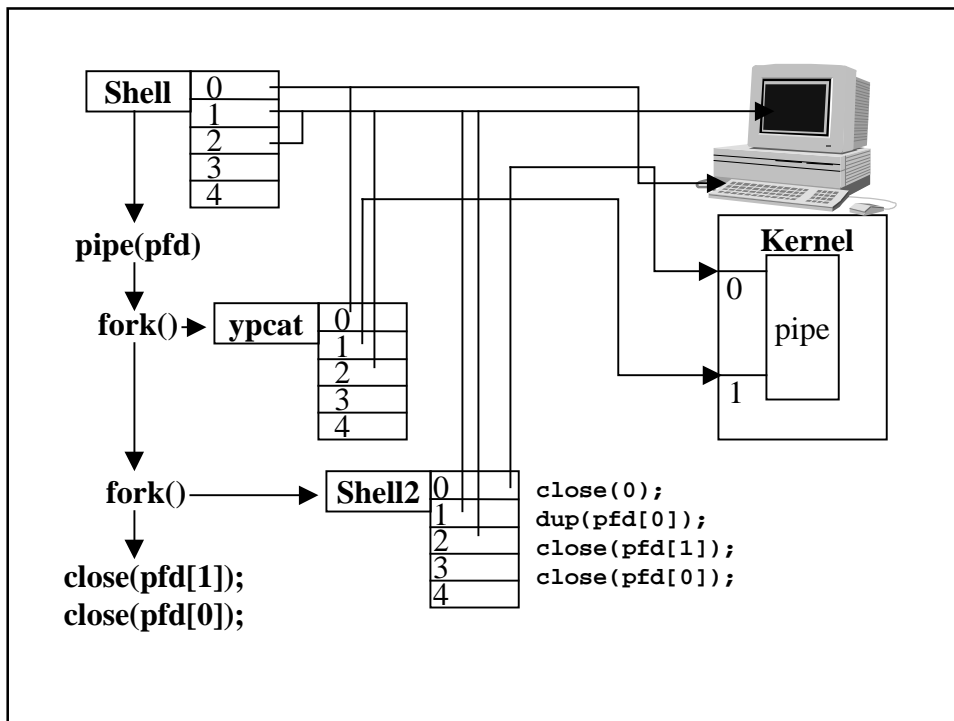 Shell
0
1
2
3
4
pipe(pfd)
Kernel
0
pipe
1
fork()
ypcat
0
1
2
3
4
fork()
Shell2
0
1
2
3
4
close(0);
dup(pfd[0]);
close(pfd[1]);
close(pfd[0]);
close(pfd[1]);
close(pfd[0]);